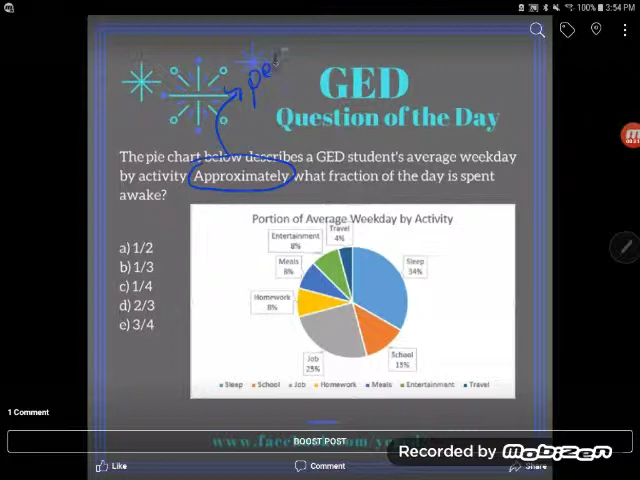 100% 3:54 PM
pe
GED
Question of the Day
The pie chart below describes a GED student's average weekday
by activity. Approximately what fraction of the day is spent
awake?
a) 1/2
b) 1/3
c) 1/4
d) 2/3
e) 3/4
Portion of Average Weekday by Activity
Travel
4%
Entertainment
8%
Meals
8%
Homework
8%
Job
25%
School
13%
Sleep
34%
Sleep School Job Homework Meals Entertainment Travel
1 Comment
BOOST POST
www.facebook.com/
Recorded by MOBIZEN
Like Comment Share